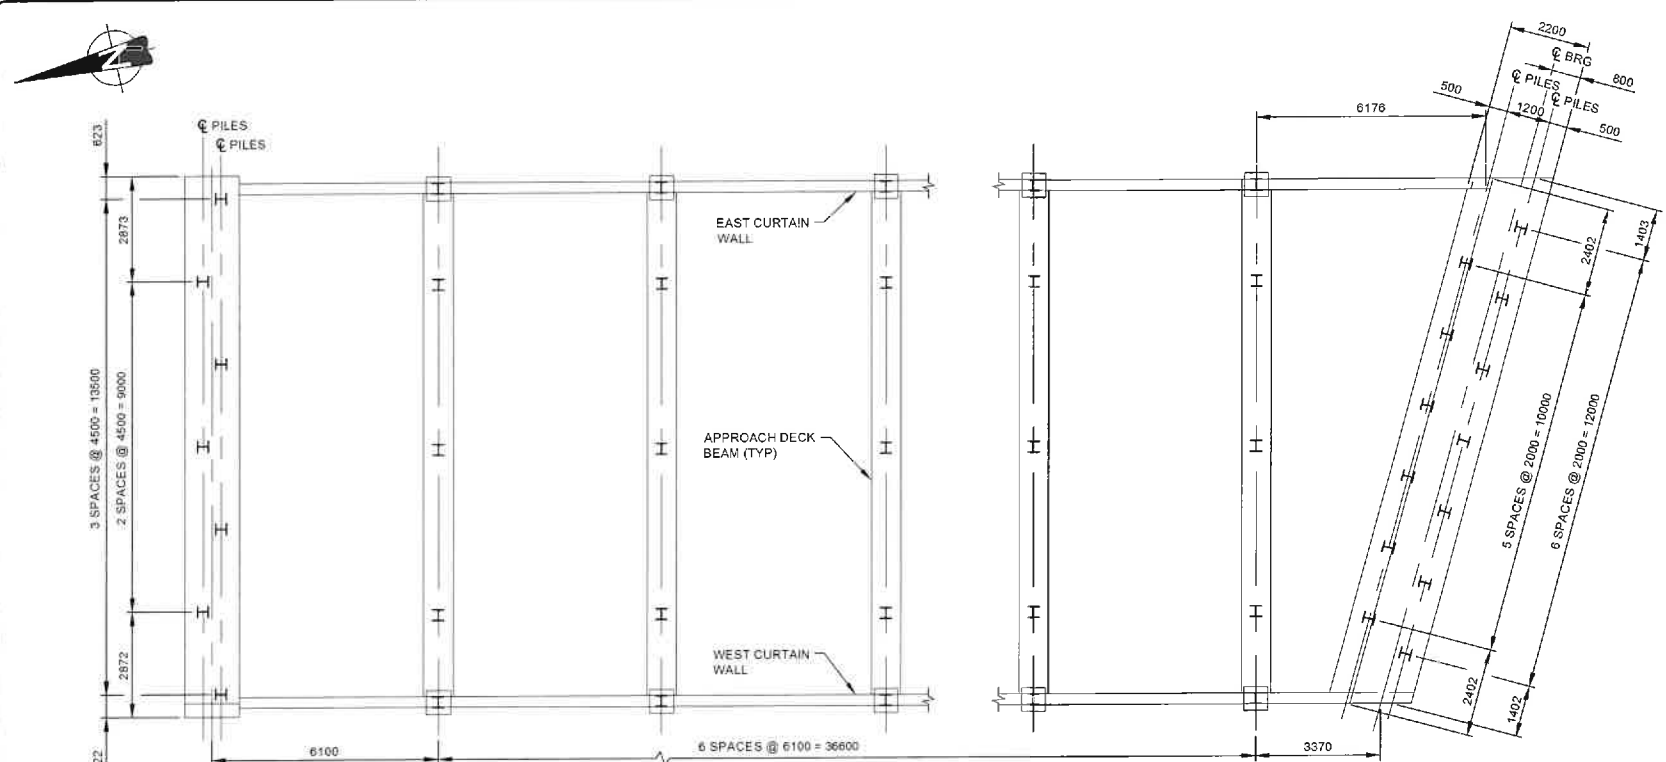 2200
℄ BRG
℄ PILES
800
500
1200
℄ PILES
500
6176
℄ PILES
℄ PILES
623
2873
EAST CURTAIN
WALL
1403
2402
3 SPACES @ 4500 = 13500
2 SPACES @ 4500 = 9000
APPROACH DECK
BEAM (TYP)
5 SPACES @ 2000 = 10000
6 SPACES @ 2000 = 12000
2872
WEST CURTAIN
WALL
2402
1402
22
6100
6 SPACES @ 6100 = 36600
3370